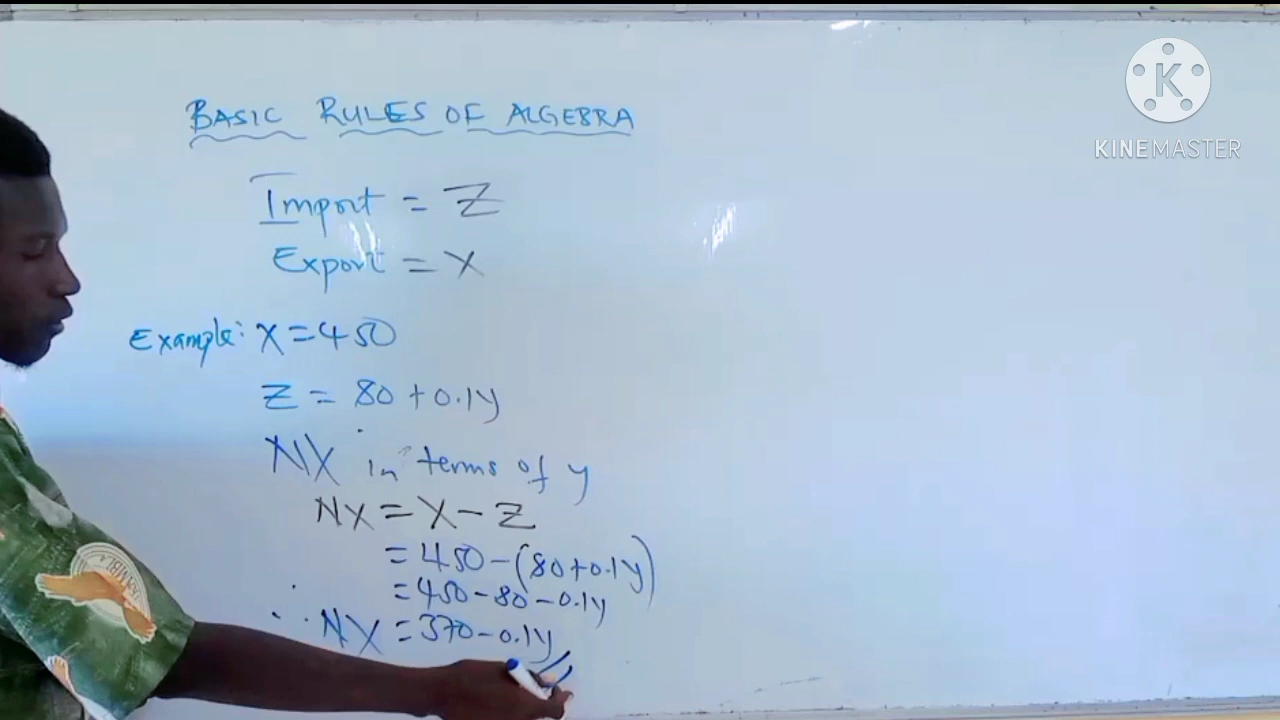 BASIC RULES OF ALGEBRA
KINEMASTER
Import = Z
Export = X
Example: X = 450
Z = 80 + 0.1y
NX in terms of y
NX = X - Z
= 450 - (80 + 0.1y)
= 450 - 80 - 0.1y
∴ NX = 370 - 0.1y